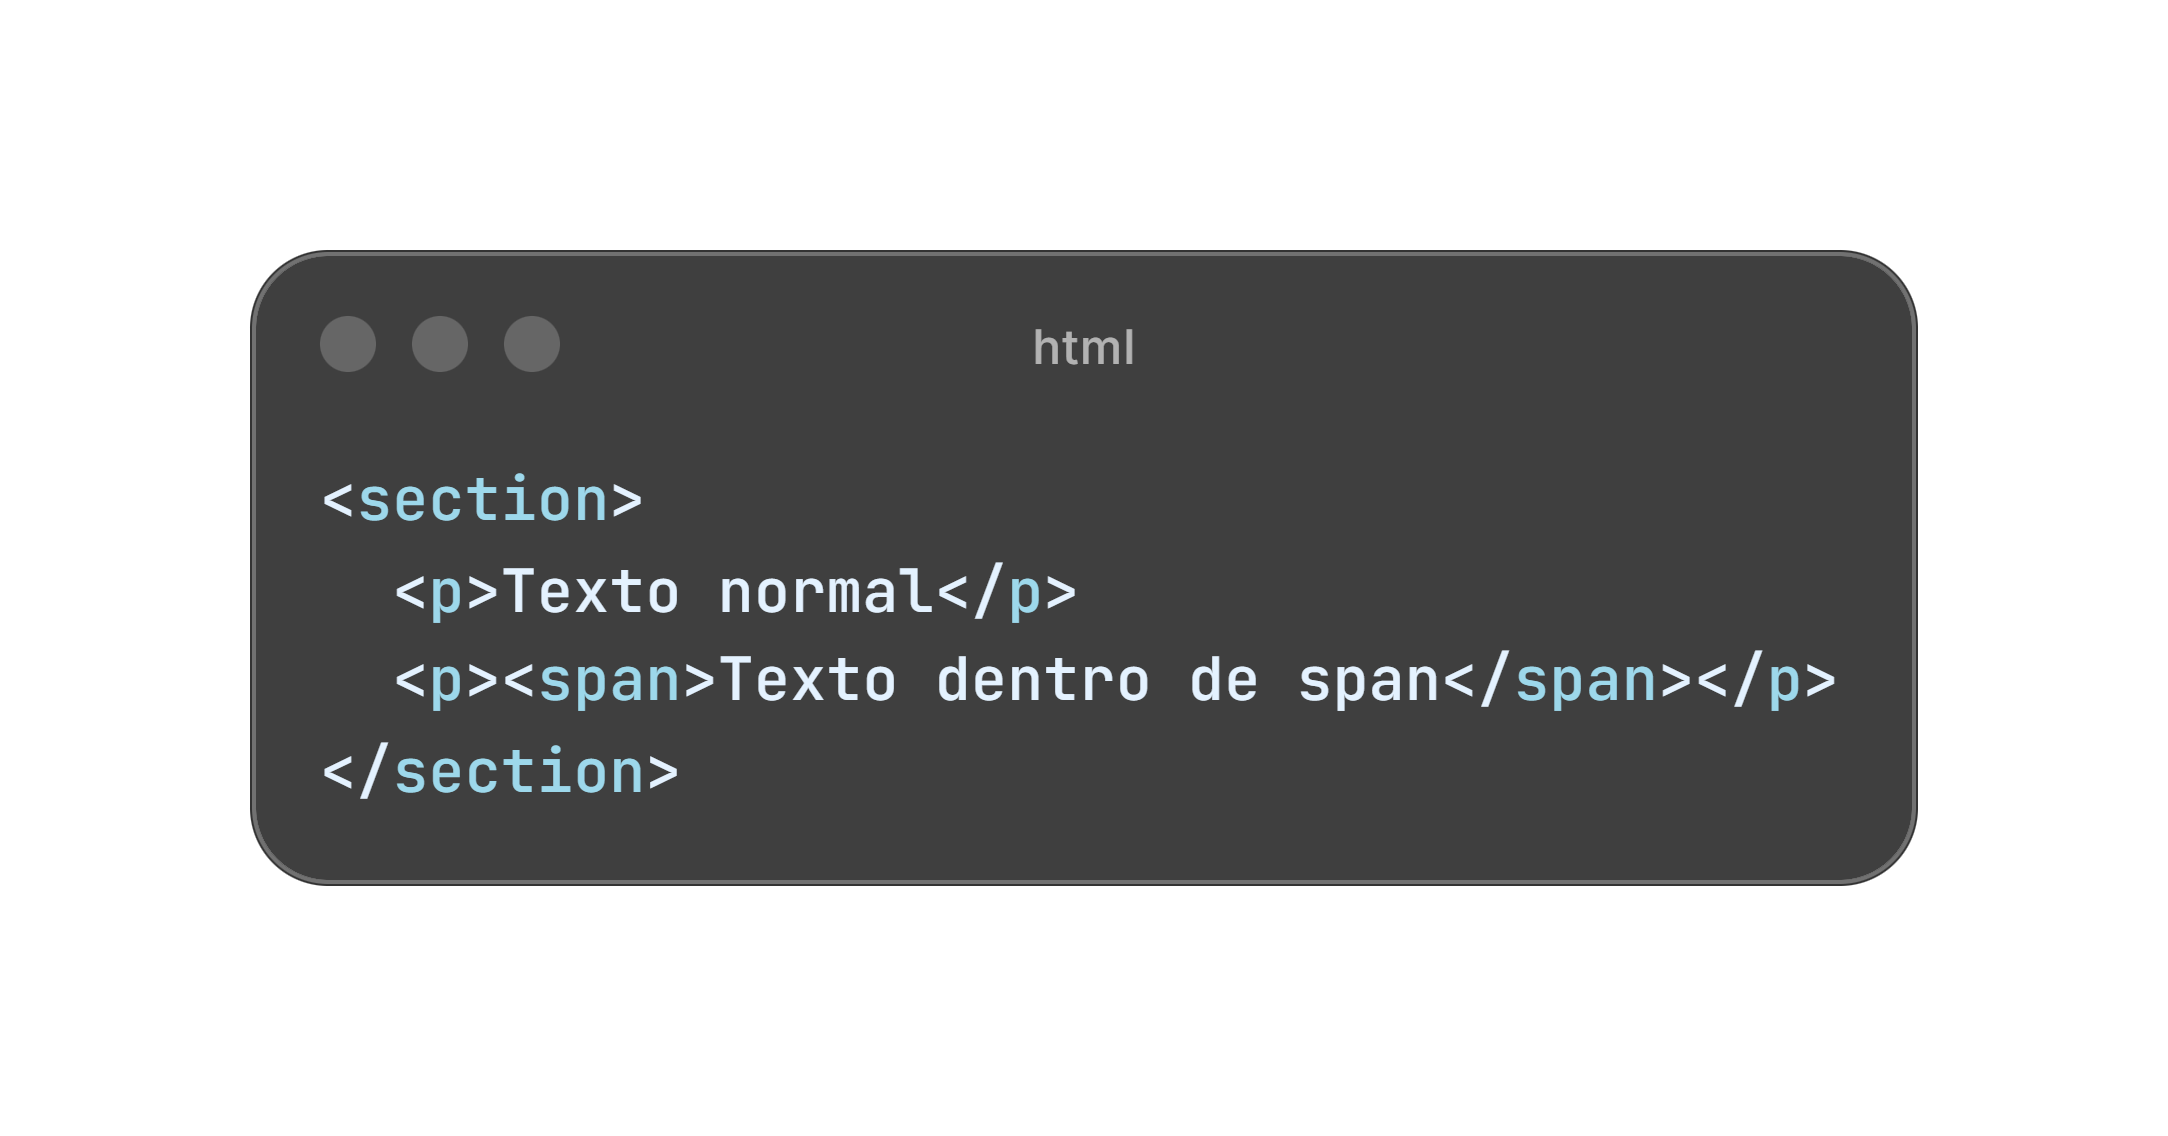 html
<section>
  <p>Texto normal</p>
  <p><span>Texto dentro de span</span></p>
</section>